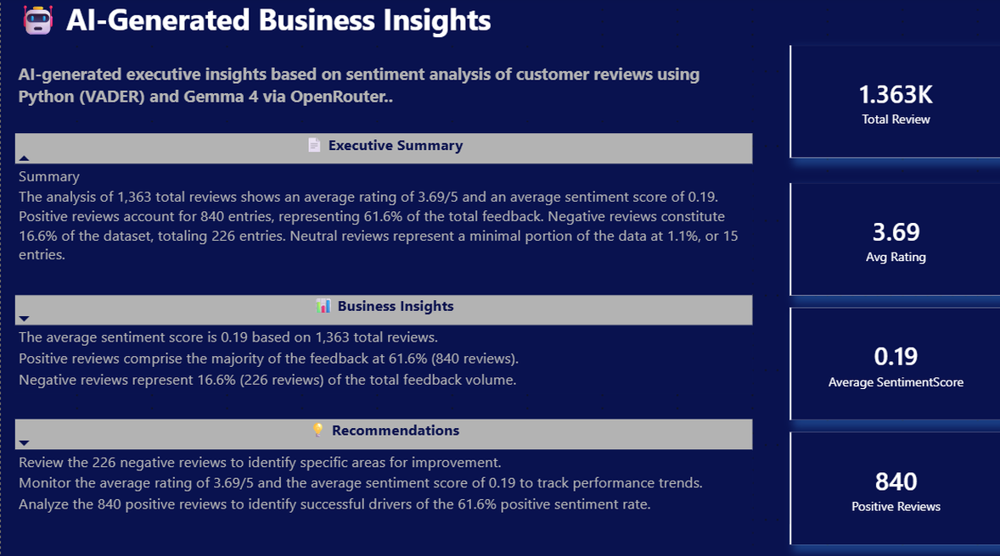 AI-Generated Business Insights
AI-generated executive insights based on sentiment analysis of customer reviews using
Python (VADER) and Gemma 4 via OpenRouter..
Executive Summary
Summary
The analysis of 1,363 total reviews shows an average rating of 3.69/5 and an average sentiment score of 0.19.
Positive reviews account for 840 entries, representing 61.6% of the total feedback. Negative reviews constitute
16.6% of the dataset, totaling 226 entries. Neutral reviews represent a minimal portion of the data at 1.1%, or 15
entries.
Business Insights
The average sentiment score is 0.19 based on 1,363 total reviews.
Positive reviews comprise the majority of the feedback at 61.6% (840 reviews).
Negative reviews represent 16.6% (226 reviews) of the total feedback volume.
Recommendations
Review the 226 negative reviews to identify specific areas for improvement.
Monitor the average rating of 3.69/5 and the average sentiment score of 0.19 to track performance trends.
Analyze the 840 positive reviews to identify successful drivers of the 61.6% positive sentiment rate.
1.363K
Total Review
3.69
Avg Rating
0.19
Average SentimentScore
840
Positive Reviews